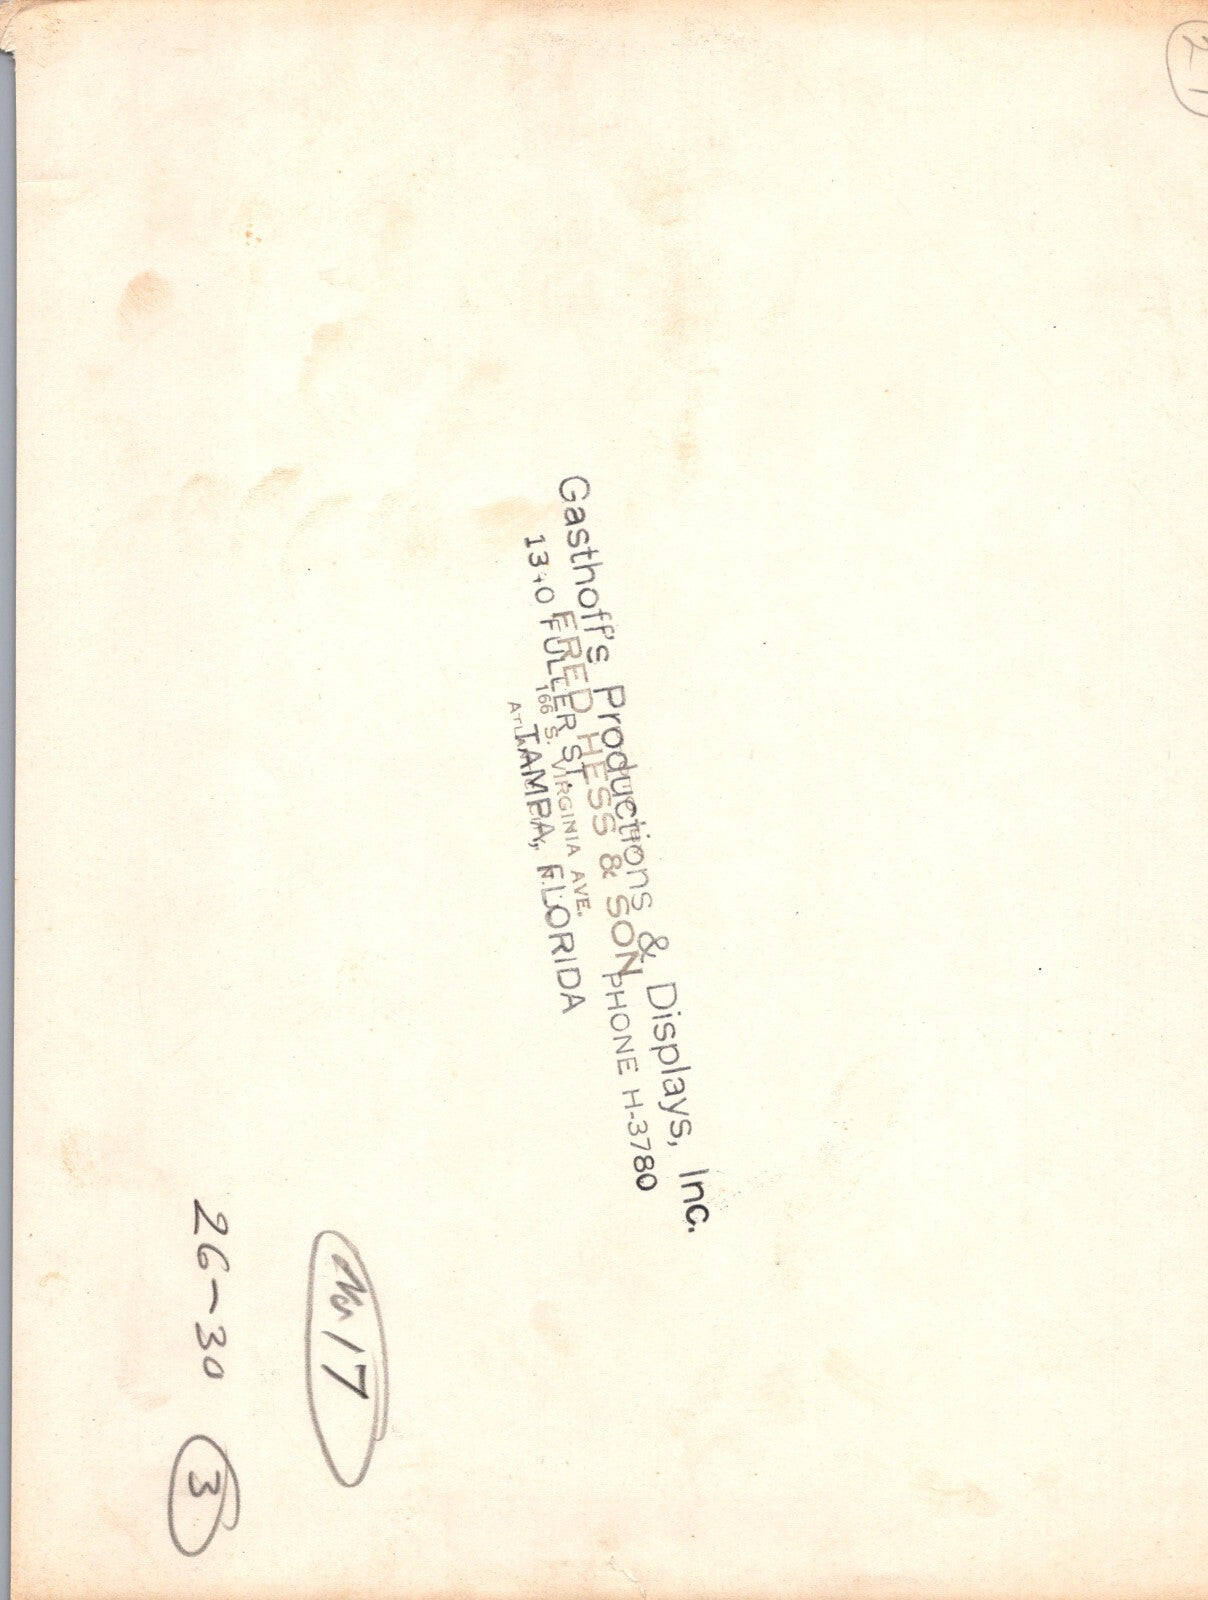 21
Gasthoff's Productions & Displays, Inc.
FRED HESS & SON
PHONE H-3780
FULLER ST.
166 S. VIRGINIA AVE.
TAMPA, FLORIDA
No 17
26-30 3